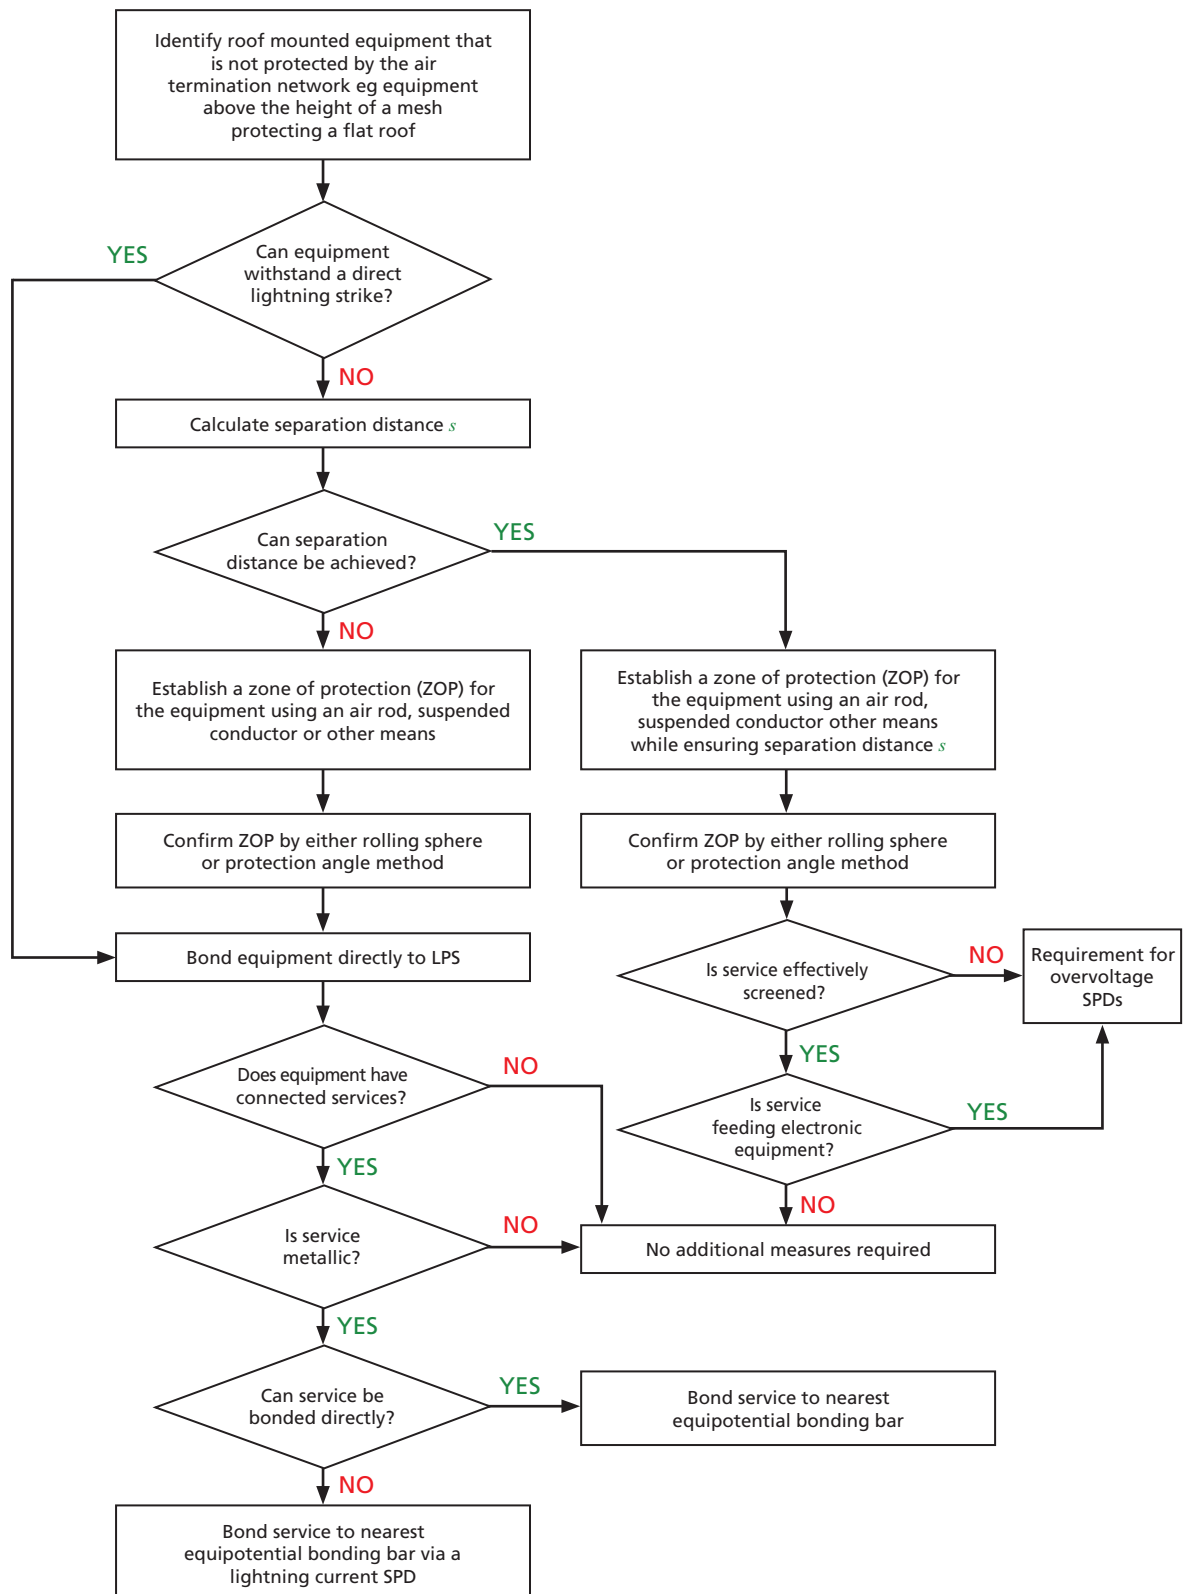 Identify roof mounted equipment that
is not protected by the air
termination network eg equipment
above the height of a mesh
protecting a flat roof
YES
Can equipment
withstand a direct
lightning strike?
NO
Calculate separation distance s
Can separation
distance be achieved?
YES
NO
Establish a zone of protection (ZOP) for
the equipment using an air rod, suspended
conductor or other means
Establish a zone of protection (ZOP) for
the equipment using an air rod,
suspended conductor other means
while ensuring separation distance s
Confirm ZOP by either rolling sphere
or protection angle method
Confirm ZOP by either rolling sphere
or protection angle method
Bond equipment directly to LPS
Is service effectively
screened?
NO
Requirement for
overvoltage
SPDs
YES
Does equipment have
connected services?
NO
Is service
feeding electronic
equipment?
YES
YES
NO
Is service
metallic?
NO
No additional measures required
YES
Can service be
bonded directly?
YES
Bond service to nearest
equipotential bonding bar
NO
Bond service to nearest
equipotential bonding bar via a
lightning current SPD